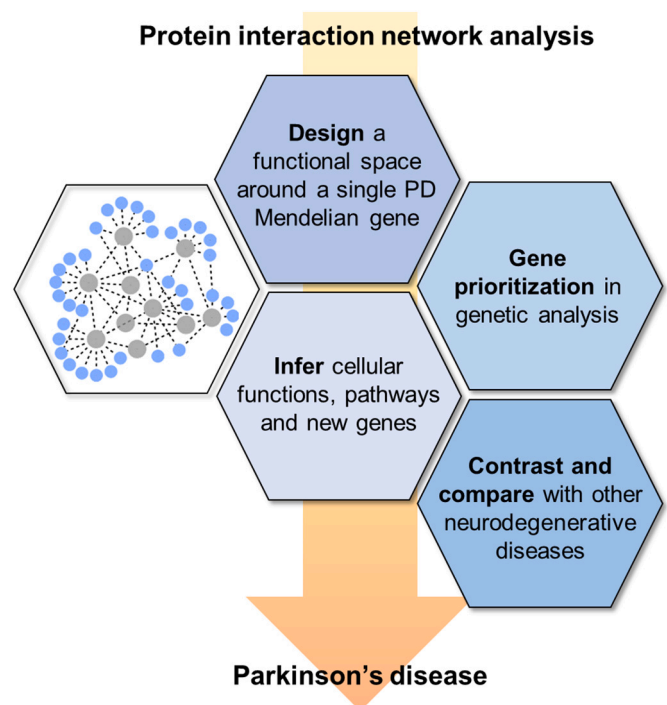 Protein interaction network analysis
Design a
functional space
around a single PD
Mendelian gene
Gene
prioritization in
genetic analysis
Infer cellular
functions, pathways
and new genes
Contrast and
compare with other
neurodegenerative
diseases
Parkinson's disease